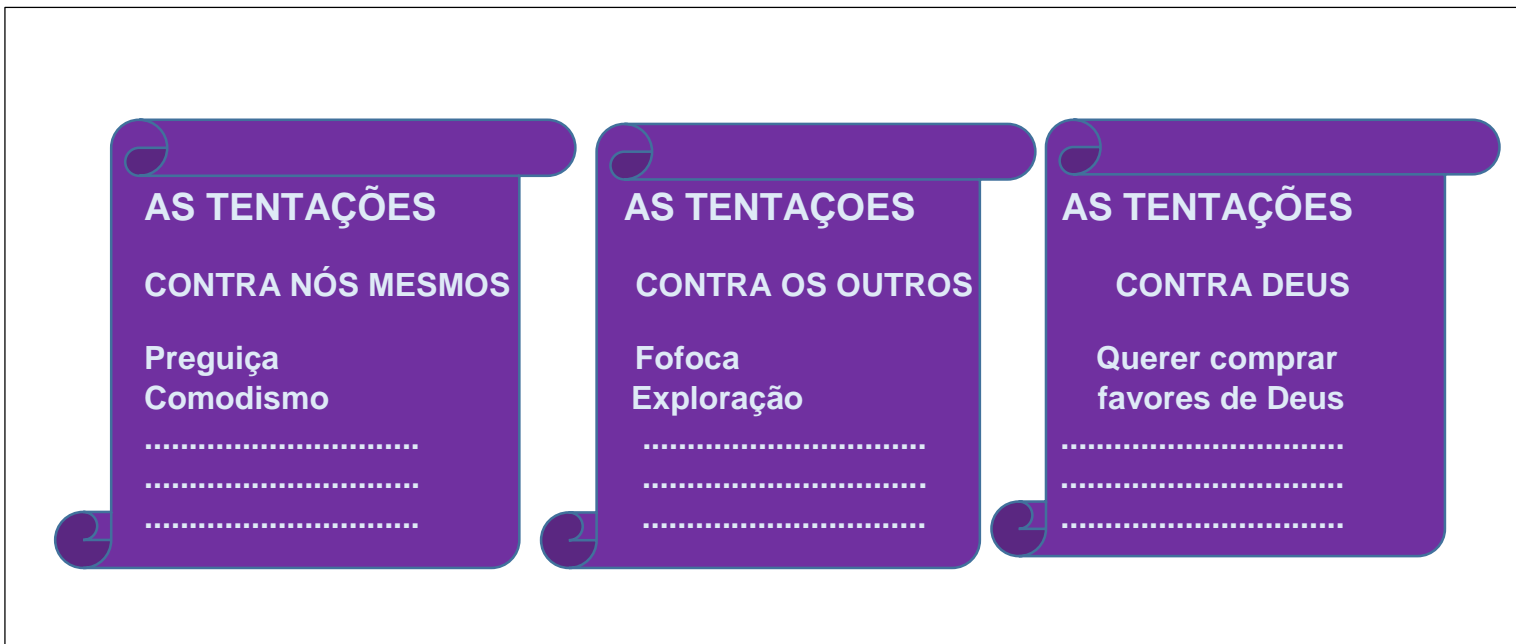 AS TENTAÇÕES
CONTRA NÓS MESMOS
Preguiça
Comodismo
...............................
...............................
...............................
AS TENTAÇOES
CONTRA OS OUTROS
Fofoca
Exploração
................................
................................
................................
AS TENTAÇÕES
CONTRA DEUS
Querer comprar
favores de Deus
................................
................................
................................